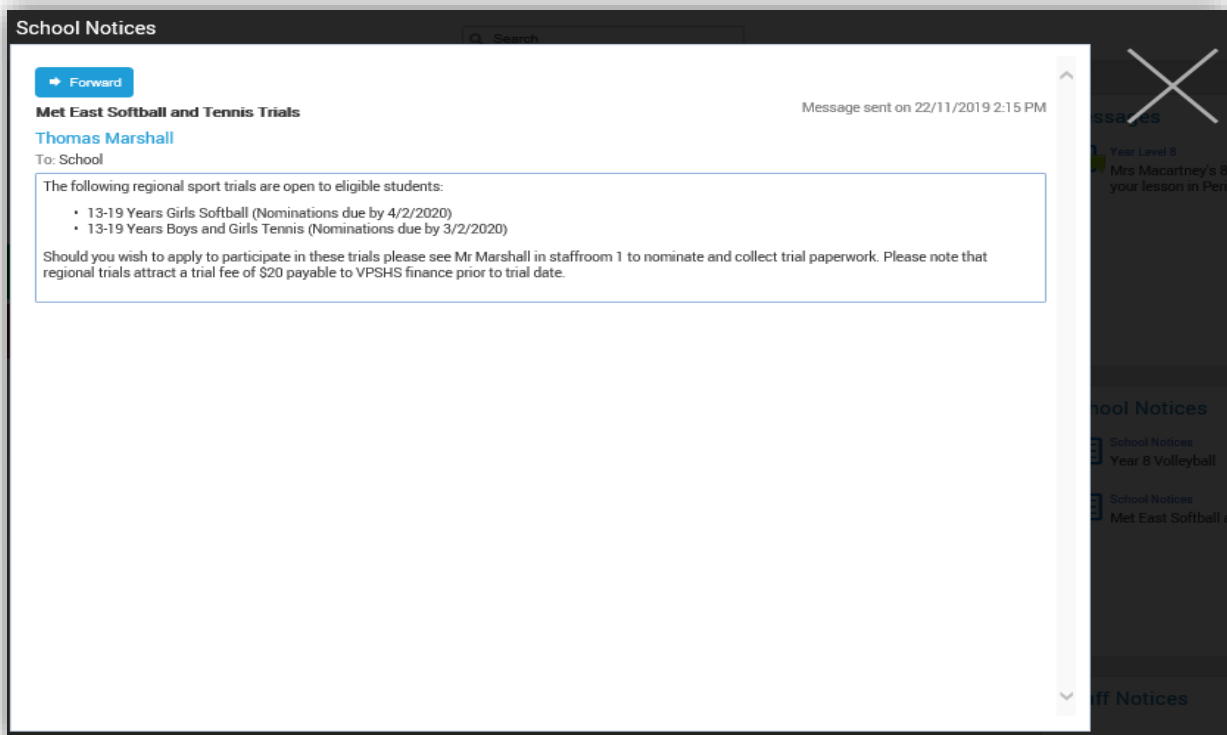 School Notices
Search
Forward
Met East Softball and Tennis Trials
Message sent on 22/11/2019 2:15 PM
Thomas Marshall
To: School
The following regional sport trials are open to eligible students:
• 13-19 Years Girls Softball (Nominations due by 4/2/2020)
• 13-19 Years Boys and Girls Tennis (Nominations due by 3/2/2020)
Should you wish to apply to participate in these trials please see Mr Marshall in staffroom 1 to nominate and collect trial paperwork. Please note that
regional trials attract a trial fee of $20 payable to VPSHS finance prior to trial date.
ssages
Year Level 8
Mrs Macartney's 8
your lesson in Per
hool Notices
School Notices
Year 8 Volleyball
School Notices
Met East Softball
ff Notices